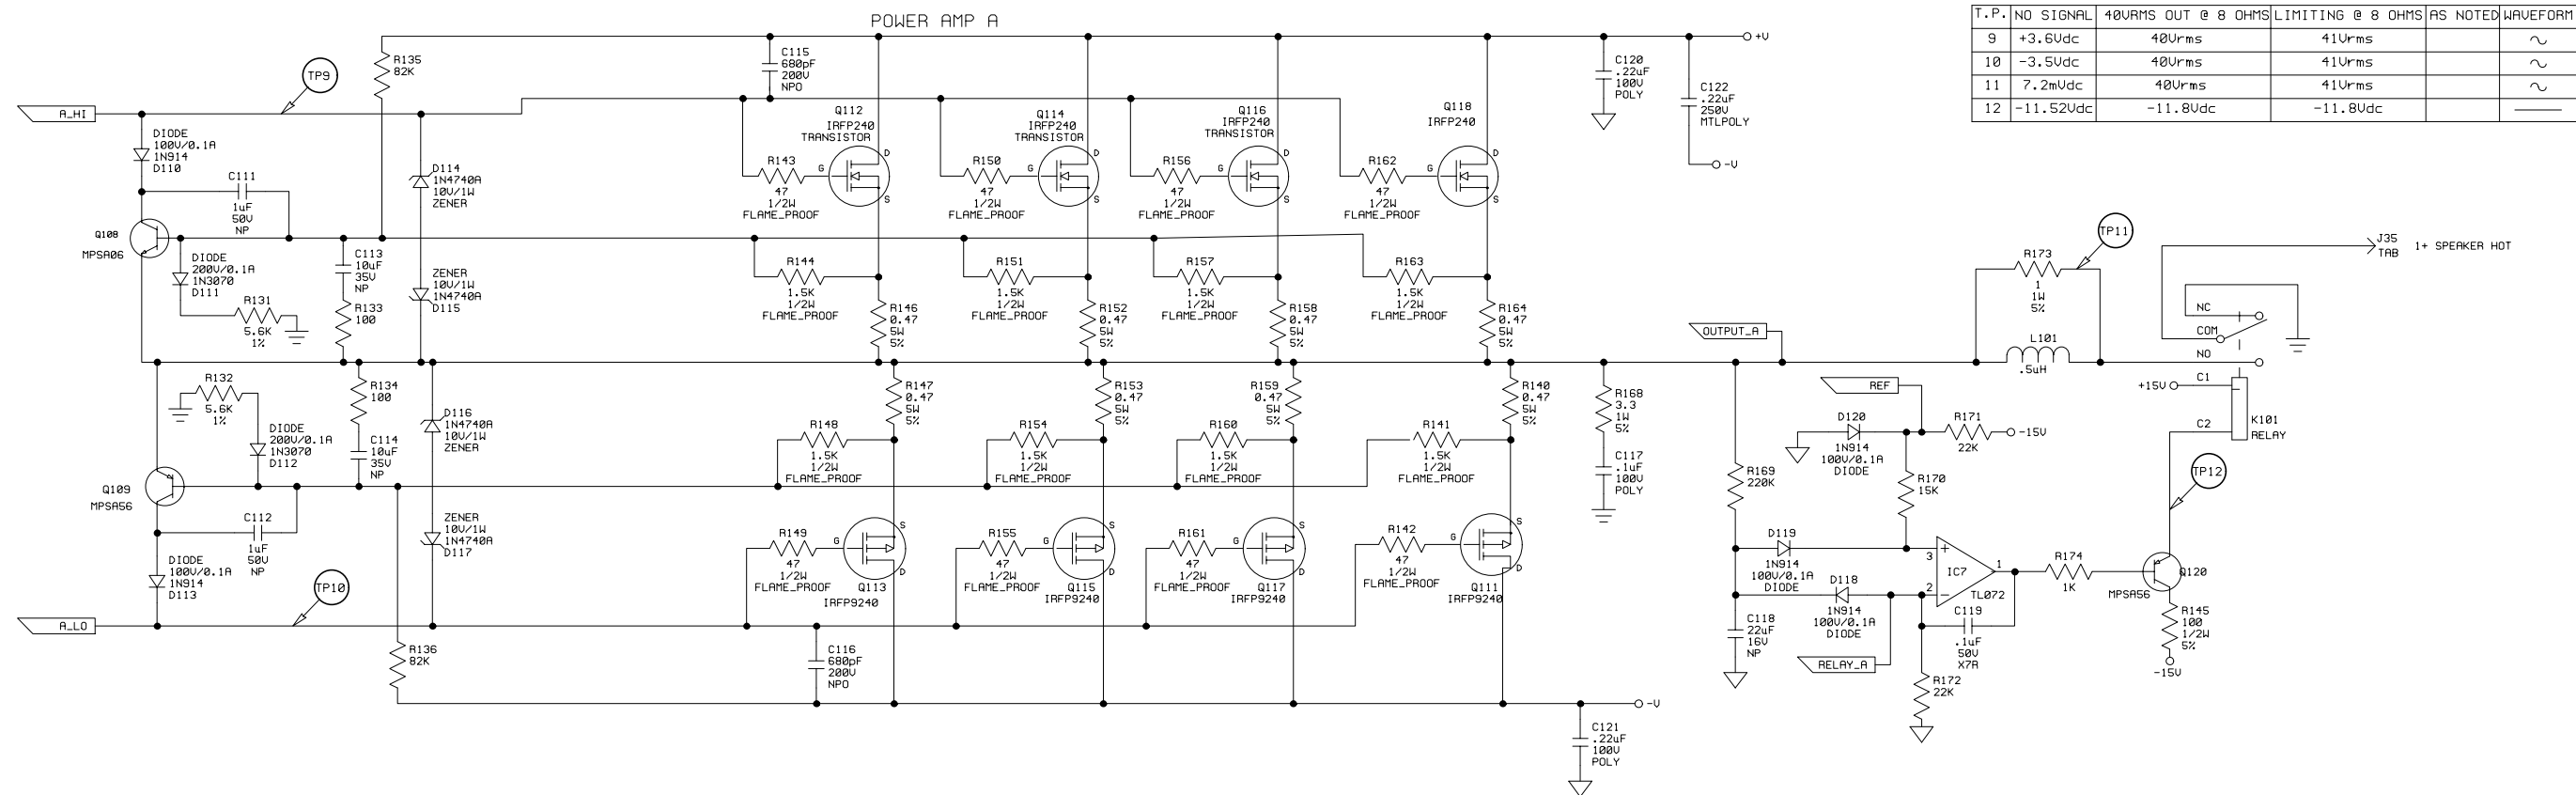 POWER AMP A
T.P. NO SIGNAL 40VRMS OUT @ 8 OHMS LIMITING @ 8 OHMS AS NOTED WAVEFORM
9 +3.6Vdc 40Vrms 41Vrms
10 -3.5Vdc 40Vrms 41Vrms
11 7.2mVdc 40Vrms 41Vrms
12 -11.52Vdc -11.8Vdc -11.8Vdc
A_HI
TP9
R135
82K
C115
680pF
200V
NPO
+V
C120
.22uF
100V
POLY
C122
.22uF
250V
MTLPOLY
-V
DIODE
100V/0.1A
1N914
D110
C111
1uF
50V
NP
Q108
MPSA06
DIODE
200V/0.1A
1N3070
D111
R131
5.6K
1%
C113
10uF
35V
NP
R133
100
D114
1N4740A
10V/1W
ZENER
ZENER
10V/1W
1N4740A
D115
Q112
IRFP240
TRANSISTOR
D
G
S
R143
47
1/2W
FLAME_PROOF
Q114
IRFP240
TRANSISTOR
D
G
S
R150
47
1/2W
FLAME_PROOF
Q116
IRFP240
TRANSISTOR
D
G
S
R156
47
1/2W
FLAME_PROOF
Q118
IRFP240
D
G
S
R162
47
1/2W
FLAME_PROOF
R144
1.5K
1/2W
FLAME_PROOF
R151
1.5K
1/2W
FLAME_PROOF
R157
1.5K
1/2W
FLAME_PROOF
R163
1.5K
1/2W
FLAME_PROOF
R146
0.47
5W
5%
R152
0.47
5W
5%
R158
0.47
5W
5%
R164
0.47
5W
5%
OUTPUT_A
TP11
R173
1
1W
5%
L101
.5uH
J35
TAB
1+ SPEAKER HOT
NC
COM
NO
+15V
C1
C2
K101
RELAY
R132
5.6K
1%
DIODE
200V/0.1A
1N3070
D112
R134
100
C114
10uF
35V
NP
D116
1N4740A
10V/1W
ZENER
ZENER
10V/1W
1N4740A
D117
Q109
MPSA56
C112
1uF
50V
NP
DIODE
100V/0.1A
1N914
D113
TP10
A_LO
R136
82K
R147
0.47
5W
5%
R153
0.47
5W
5%
R159
0.47
5W
5%
R140
0.47
5W
5%
R148
1.5K
1/2W
FLAME_PROOF
R154
1.5K
1/2W
FLAME_PROOF
R160
1.5K
1/2W
FLAME_PROOF
R141
1.5K
1/2W
FLAME_PROOF
R149
47
1/2W
FLAME_PROOF
G
S
D
Q113
IRFP9240
R155
47
1/2W
FLAME_PROOF
G
S
D
Q115
IRFP9240
R161
47
1/2W
FLAME_PROOF
G
S
D
Q117
IRFP9240
R142
47
1/2W
FLAME_PROOF
G
S
D
Q111
IRFP9240
C116
680pF
200V
NPO
-V
C121
.22uF
100V
POLY
R168
3.3
1W
5%
C117
.1uF
100V
POLY
R169
220K
REF
D120
1N914
100V/0.1A
DIODE
R171
22K
-15V
R170
15K
D119
1N914
100V/0.1A
DIODE
D118
1N914
100V/0.1A
DIODE
C118
22uF
16V
NP
RELAY_A
3
+
2
-
1
IC7
TL072
C119
.1uF
50V
X7R
R172
22K
R174
1K
TP12
Q120
MPSA56
R145
100
1/2W
5%
-15V